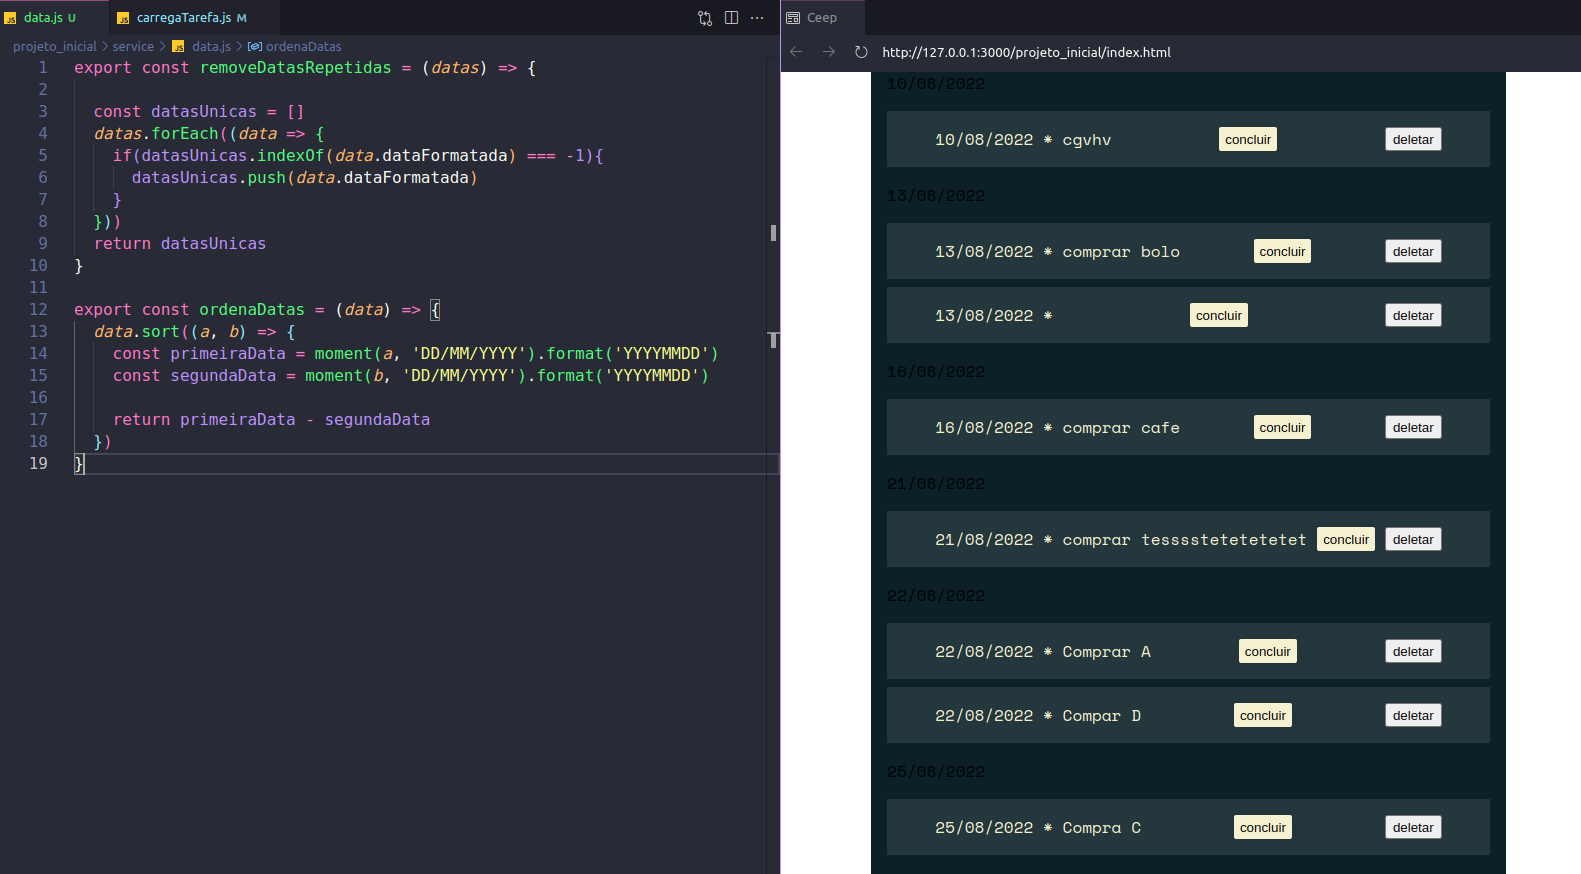 data.js U
carregaTarefa.js M
projeto_inicial > service > data.js > ordenaDatas
1 export const removeDatasRepetidas = (datas) => {
2
3 const datasUnicas = []
4 datas.forEach((data => {
5 if(datasUnicas.indexOf(data.dataFormatada) === -1){
6 datasUnicas.push(data.dataFormatada)
7 }
8 }))
9 return datasUnicas
10 }
11
12 export const ordenaDatas = (data) => {
13 data.sort((a, b) => {
14 const primeiraData = moment(a, 'DD/MM/YYYY').format('YYYYMMDD')
15 const segundaData = moment(b, 'DD/MM/YYYY').format('YYYYMMDD')
16
17 return primeiraData - segundaData
18 })
19 }
Ceep
http://127.0.0.1:3000/projeto_inicial/index.html
10/08/2022
10/08/2022 * cgvhv concluir deletar
13/08/2022
13/08/2022 * comprar bolo concluir deletar
13/08/2022 * concluir deletar
16/08/2022
16/08/2022 * comprar cafe concluir deletar
21/08/2022
21/08/2022 * comprar tesssstetetetetet concluir deletar
22/08/2022
22/08/2022 * Comprar A concluir deletar
22/08/2022 * Compar D concluir deletar
25/08/2022
25/08/2022 * Compra C concluir deletar